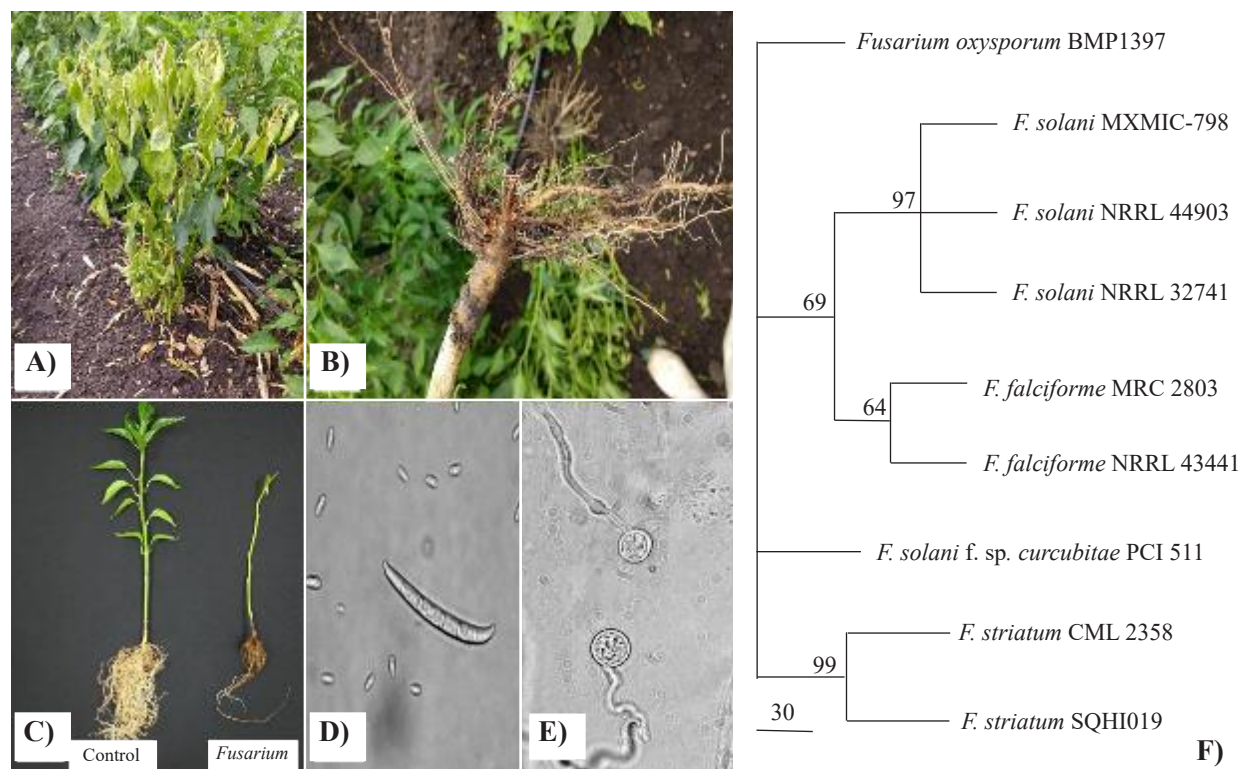 A)
B)
C)
Control
Fusarium
D)
E)
Fusarium oxysporum BMP1397
F. solani MXMIC-798
97
F. solani NRRL 44903
F. solani NRRL 32741
69
F. falciforme MRC 2803
64
F. falciforme NRRL 43441
F. solani f. sp. curcubitae PCI 511
F. striatum CML 2358
99
F. striatum SQHI019
30
F)